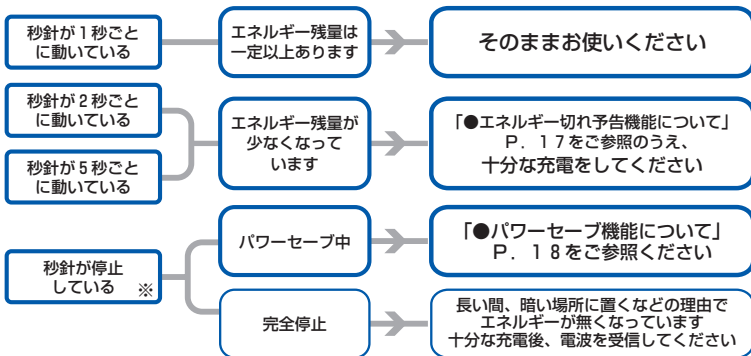 秒針が1秒ごと
に動いている
エネルギー残量は
一定以上あります
そのままお使いください
秒針が2秒ごと
に動いている
秒針が5秒ごと
に動いている
エネルギー残量が
少なくなって
います
「●エネルギー切れ予告機能について」
P. 17をご参照のうえ、
十分な充電をしてください
秒針が停止
している ※
パワーセーブ中
「●パワーセーブ機能について」
P. 18をご参照ください
完全停止
長い間、暗い場所に置くなどの理由で
エネルギーが無くなっています
十分な充電後、電波を受信してください